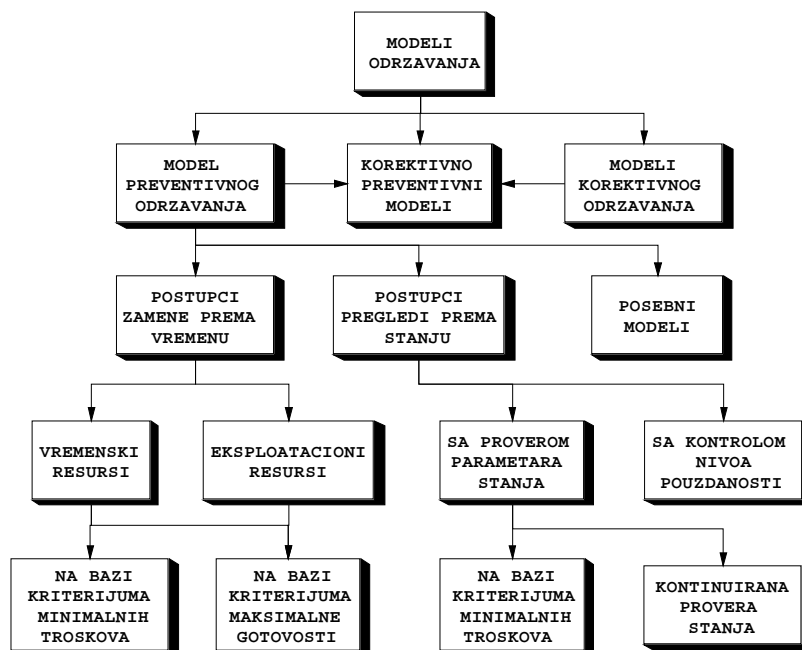 MODELI
ODRZAVANJA
MODEL
PREVENTIVNOG
ODRZAVANJA
KOREKTIVNO
PREVENTIVNI
MODELI
MODELI
KOREKTIVNOG
ODRZAVANJA
POSTUPCI
ZAMENE PREMA
VREMENU
POSTUPCI
PREGLEDI PREMA
STANJU
POSEBNI
MODELI
VREMENSKI
RESURSI
EKSPLOATACIONI
RESURSI
SA PROVEROM
PARAMETARA
STANJA
SA KONTROLOM
NIVOA
POUZDANOSTI
NA BAZI
KRITERIJUMA
MINIMALNIH
TROSKOVA
NA BAZI
KRITERIJUMA
MAKSIMALNE
GOTOVOSTI
NA BAZI
KRITERIJUMA
MINIMALNIH
TROSKOVA
KONTINUIRANA
PROVERA
STANJA